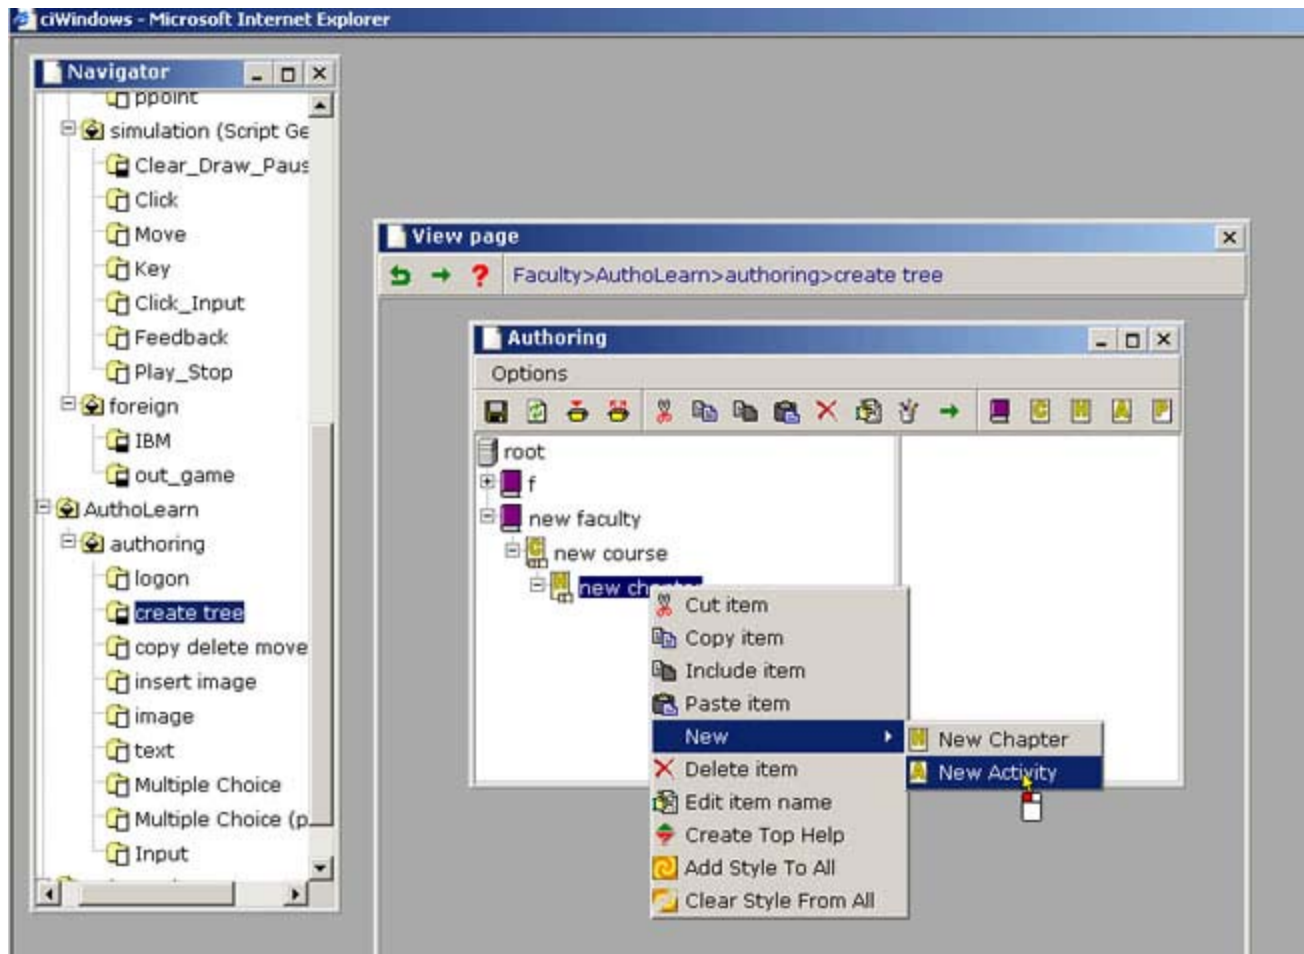 ciWindows - Microsoft Internet Explorer
Navigator
ppoint
simulation (Script Ge
Clear_Draw_Paus
Click
Move
Key
Click_Input
Feedback
Play_Stop
foreign
IBM
out_game
AuthoLearn
authoring
logon
create tree
copy delete move
insert image
image
text
Multiple Choice
Multiple Choice (p
Input
View page
Faculty>AuthoLearn>authoring>create tree
Authoring
Options
root
f
new faculty
new course
new chapter
Cut item
Copy item
Include item
Paste item
New
Delete item
Edit item name
Create Top Help
Add Style To All
Clear Style From All
New Chapter
New Activity